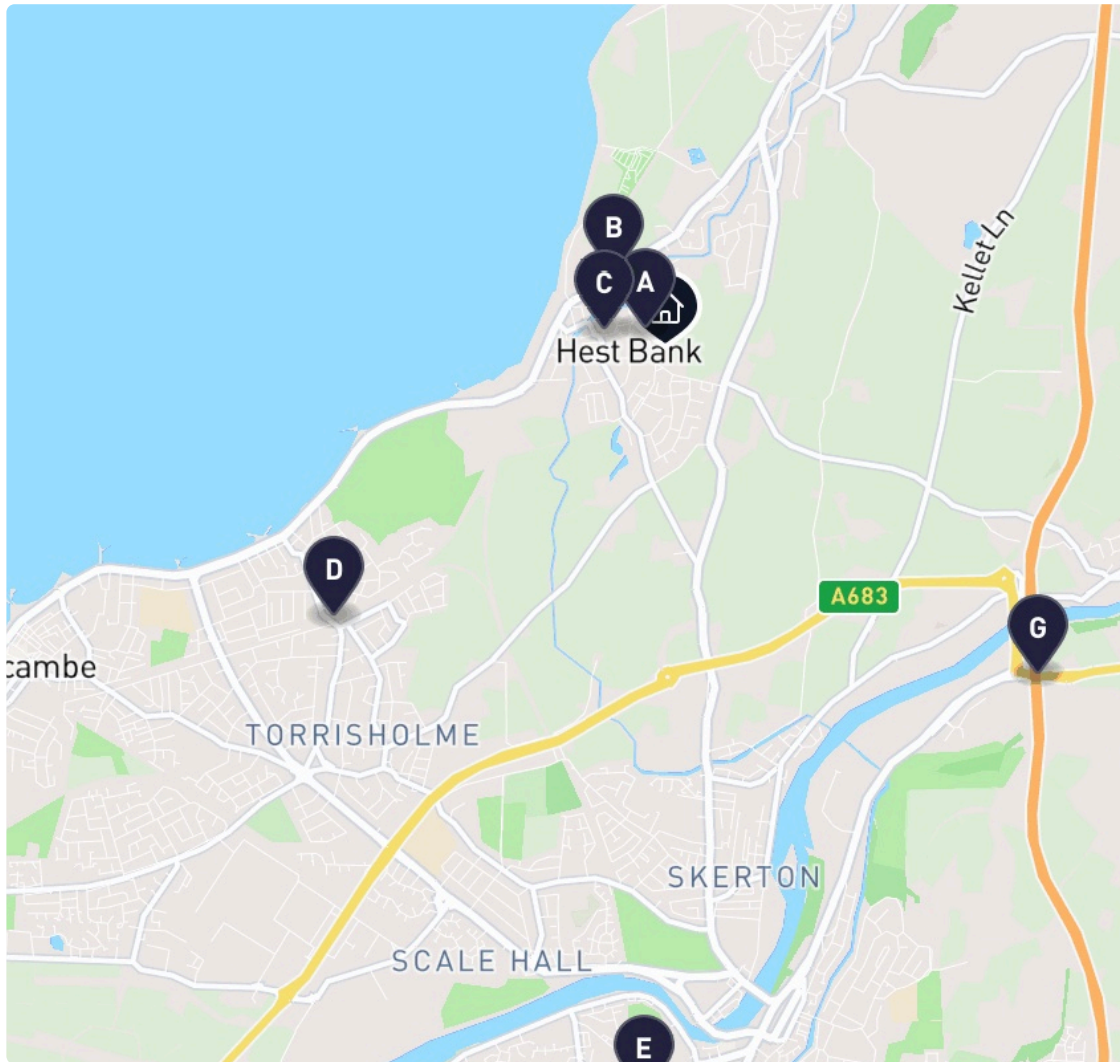 B
C
A
Hest Bank
Kellet Ln
D
A683
G
cambe
TORRISHOLME
SKERTON
SCALE HALL
E